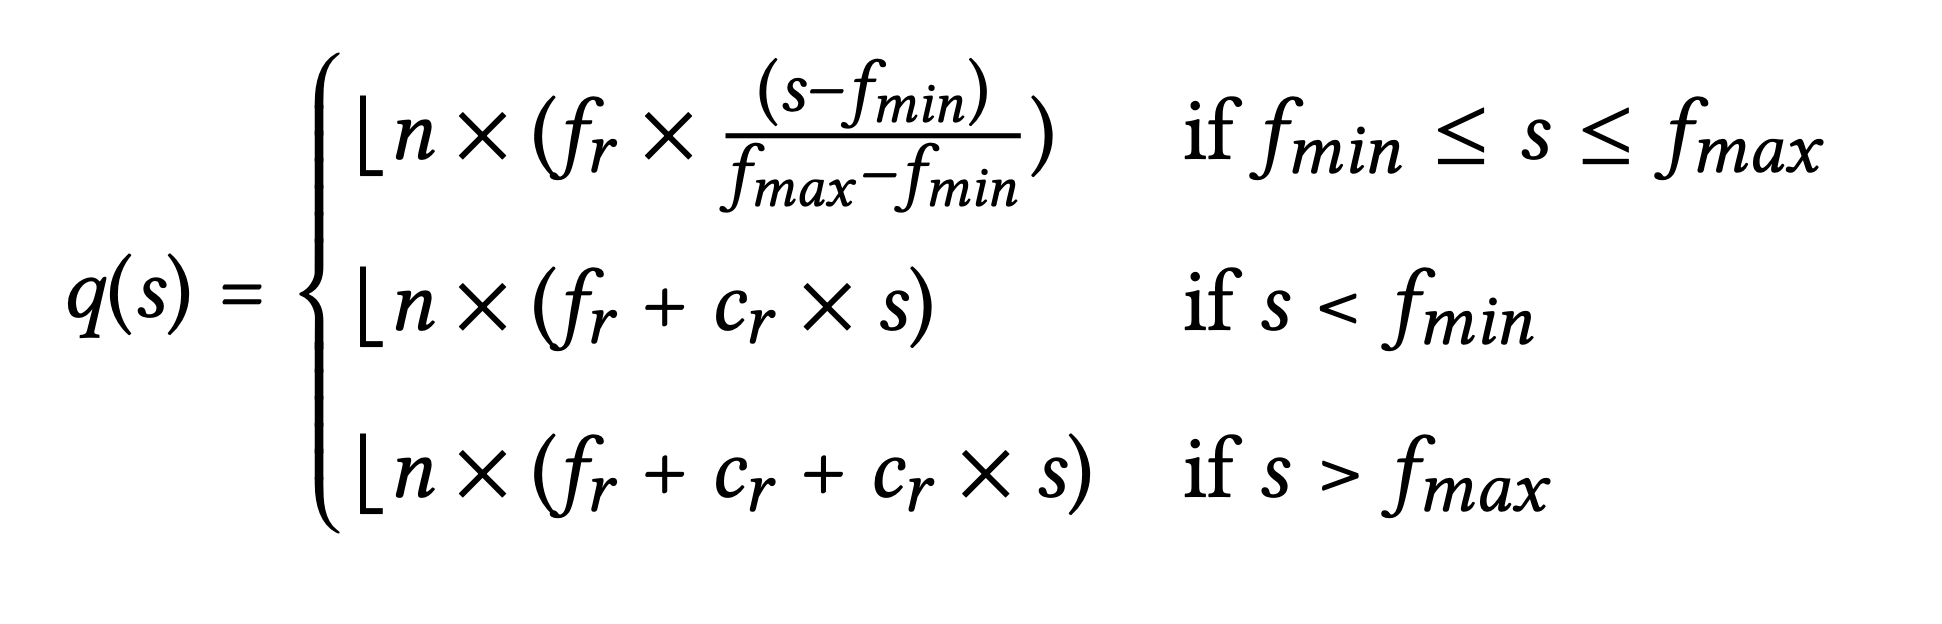 q(s) = { ⌊n × (f_r × (s−f_min) / (f_max−f_min)) if f_min ≤ s ≤ f_max
⌊n × (f_r + c_r × s) if s < f_min
⌊n × (f_r + c_r + c_r × s) if s > f_max